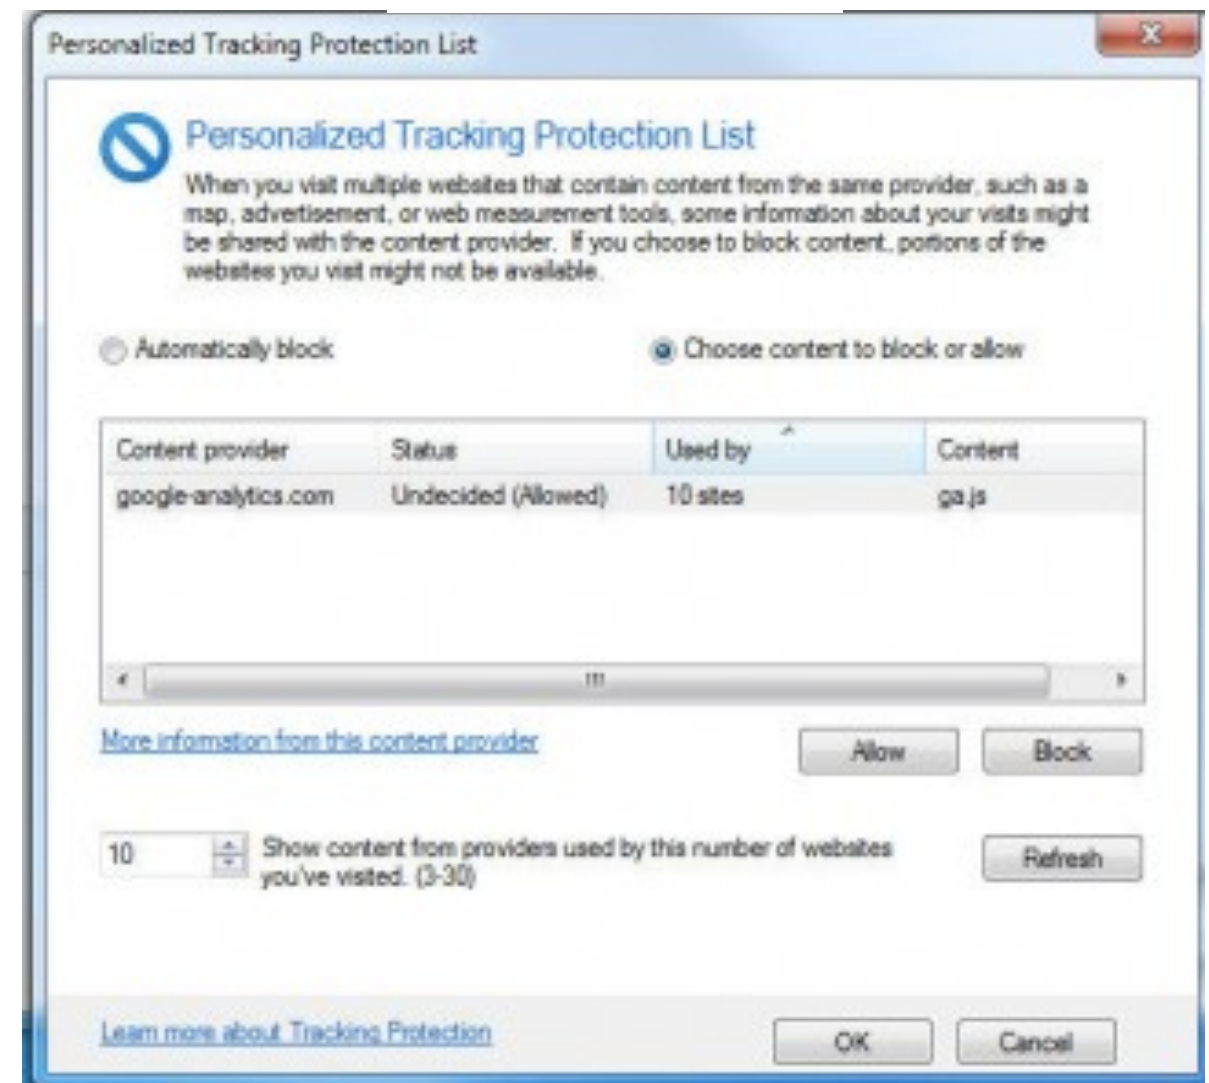 Personalized Tracking Protection List
Personalized Tracking Protection List
When you visit multiple websites that contain content from the same provider, such as a
map, advertisement, or web measurement tools, some information about your visits might
be shared with the content provider. If you choose to block content, portions of the
websites you visit might not be available.
Automatically block
Choose content to block or allow
Content provider Status Used by Content
google-analytics.com Undecided (Allowed) 10 sites ga.js
More information from this content provider
Allow Block
10
Show content from providers used by this number of websites
you've visited. (3-30)
Refresh
Learn more about Tracking Protection
OK Cancel